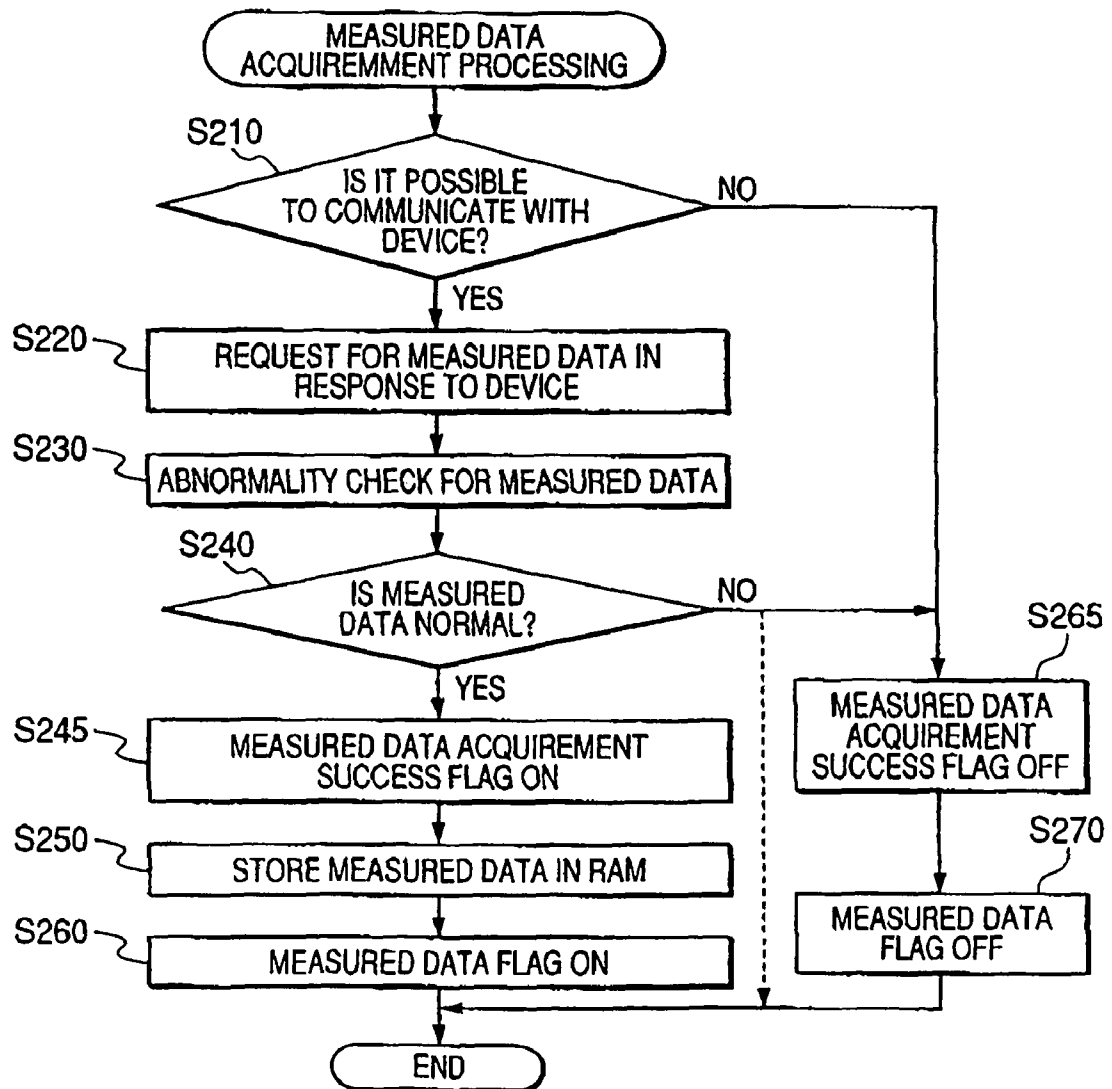 MEASURED DATA
ACQUIREMMENT PROCESSING
S210
IS IT POSSIBLE
TO COMMUNICATE WITH
DEVICE?
NO
YES
S220
REQUEST FOR MEASURED DATA IN
RESPONSE TO DEVICE
S230
ABNORMALITY CHECK FOR MEASURED DATA
S240
IS MEASURED
DATA NORMAL?
NO
YES
S245
MEASURED DATA ACQUIREMENT
SUCCESS FLAG ON
S250
STORE MEASURED DATA IN RAM
S260
MEASURED DATA FLAG ON
S265
MEASURED DATA
ACQUIREMENT
SUCCESS FLAG OFF
S270
MEASURED DATA
FLAG OFF
END